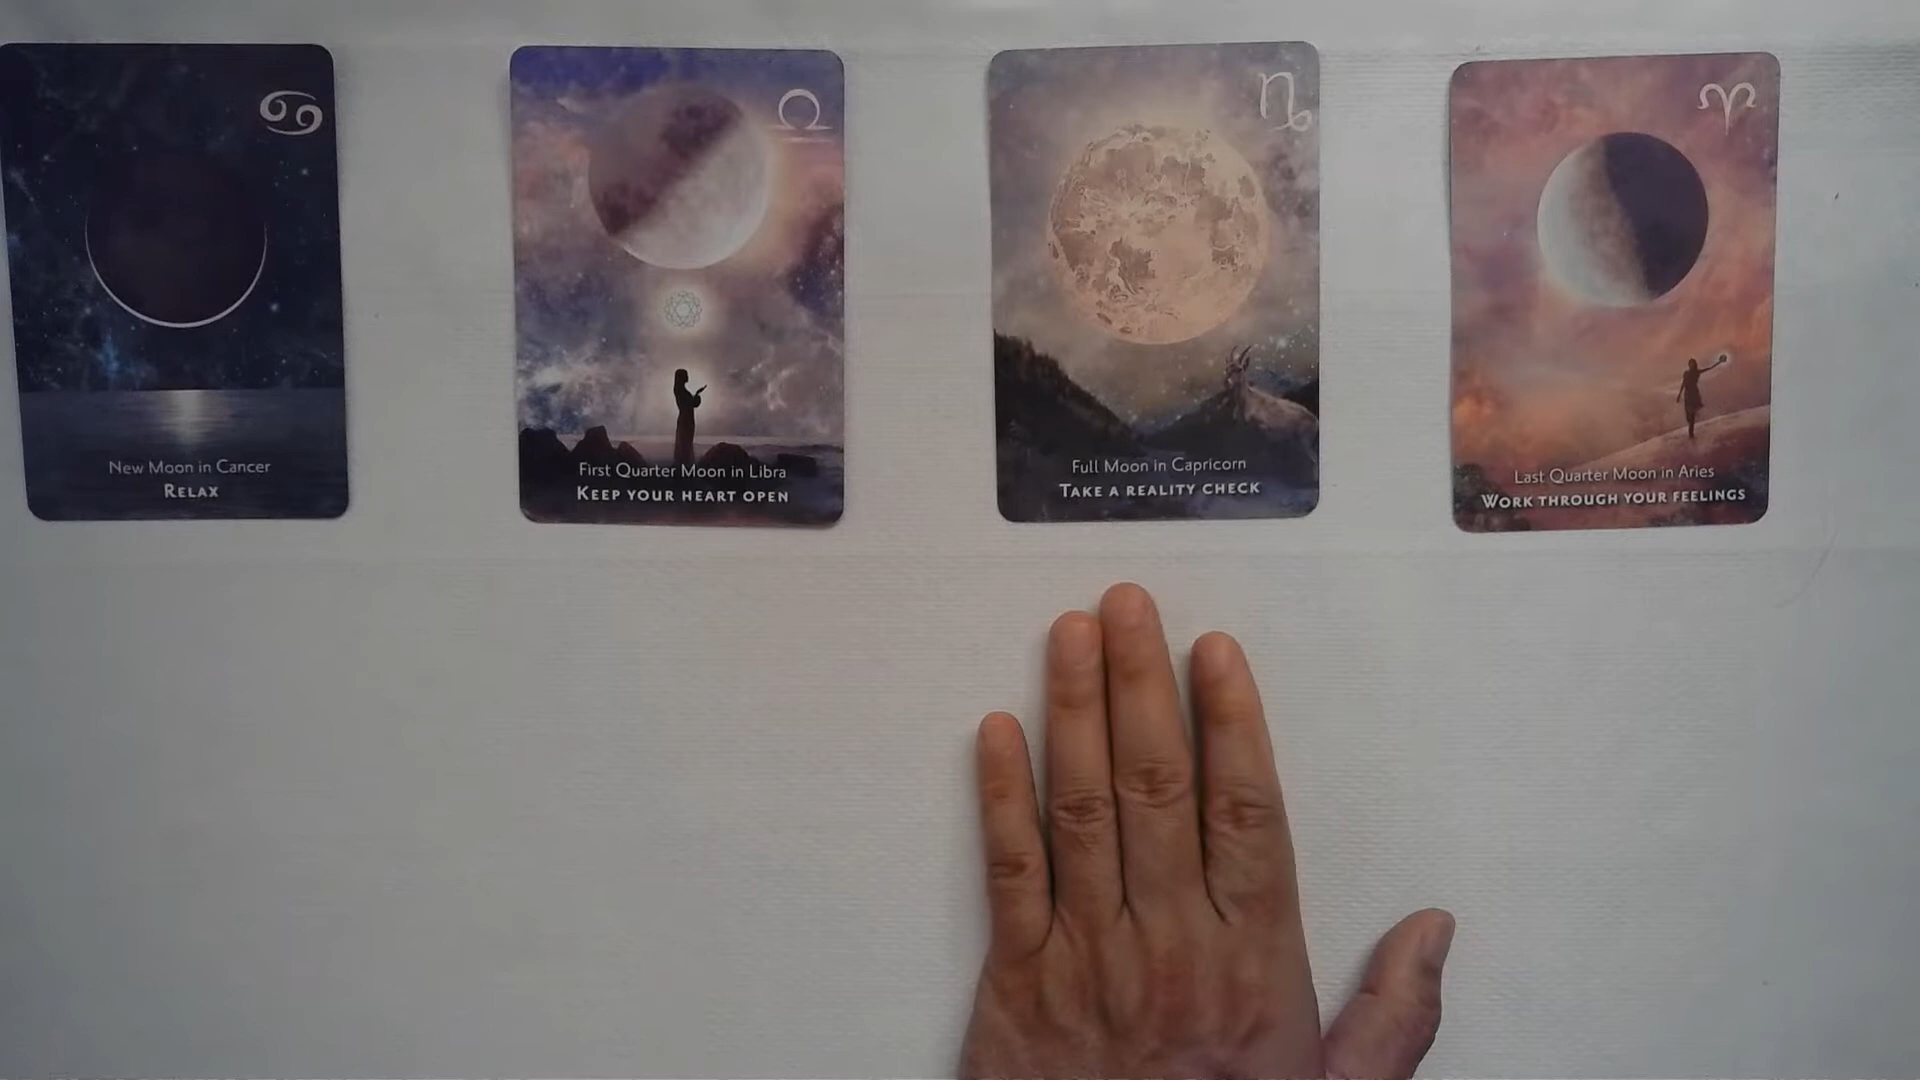 New Moon in Cancer
RELAX
First Quarter Moon in Libra
KEEP YOUR HEART OPEN
Full Moon in Capricorn
TAKE A REALITY CHECK
Last Quarter Moon in Aries
WORK THROUGH YOUR FEELINGS